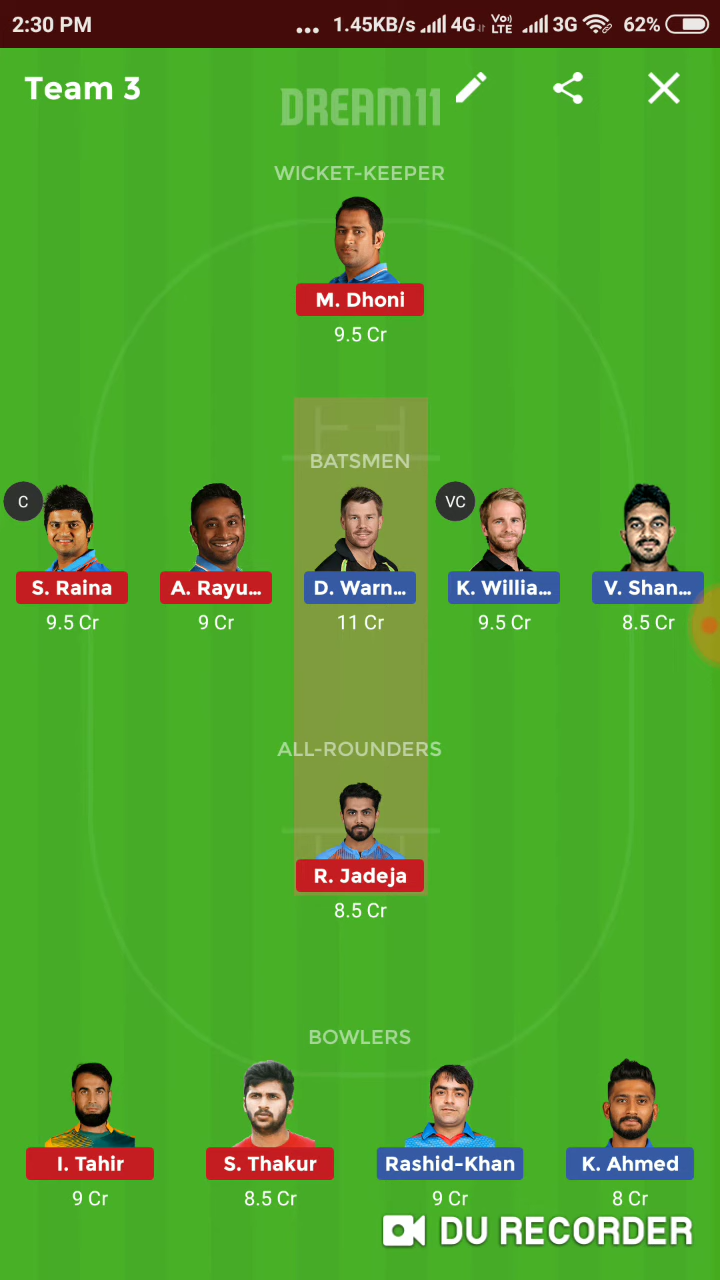 2:30 PM ... 1.45KB/s 4G VoLTE 3G 62%
Team 3
DREAM11
WICKET-KEEPER
M. Dhoni
9.5 Cr
BATSMEN
C VC
S. Raina A. Rayu... D. Warn... K. Willia... V. Shan...
9.5 Cr 9 Cr 11 Cr 9.5 Cr 8.5 Cr
ALL-ROUNDERS
R. Jadeja
8.5 Cr
BOWLERS
I. Tahir S. Thakur Rashid-Khan K. Ahmed
9 Cr 8.5 Cr 9 Cr 8 Cr
DU RECORDER